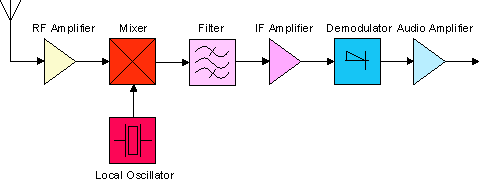 RF Amplifier Mixer Filter IF Amplifier Demodulator Audio Amplifier
Local Oscillator